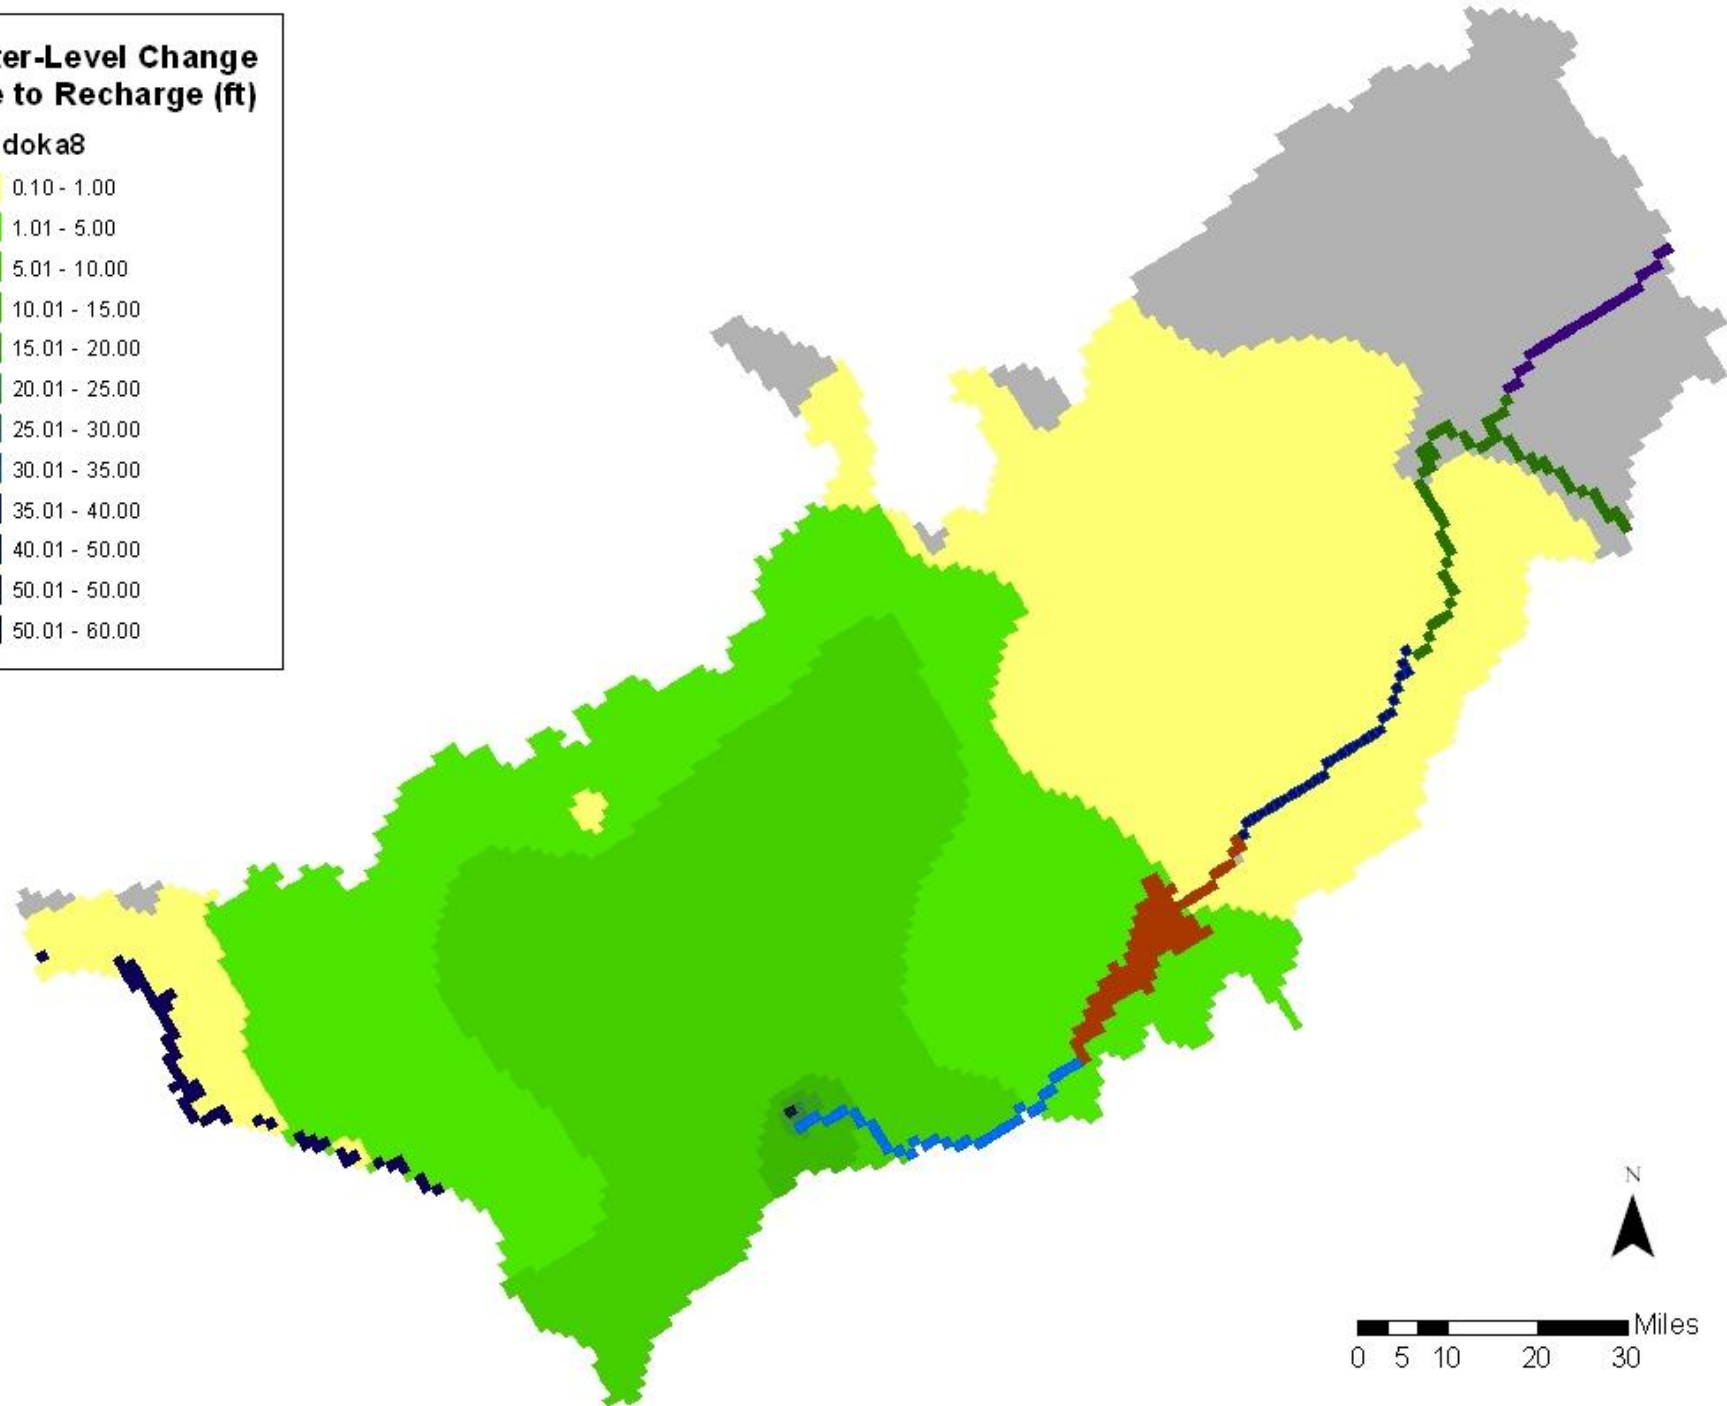 ter-Level Change
e to Recharge (ft)
doka8
0.10 - 1.00
1.01 - 5.00
5.01 - 10.00
10.01 - 15.00
15.01 - 20.00
20.01 - 25.00
25.01 - 30.00
30.01 - 35.00
35.01 - 40.00
40.01 - 50.00
50.01 - 50.00
50.01 - 60.00
N
Miles
0 5 10 20 30